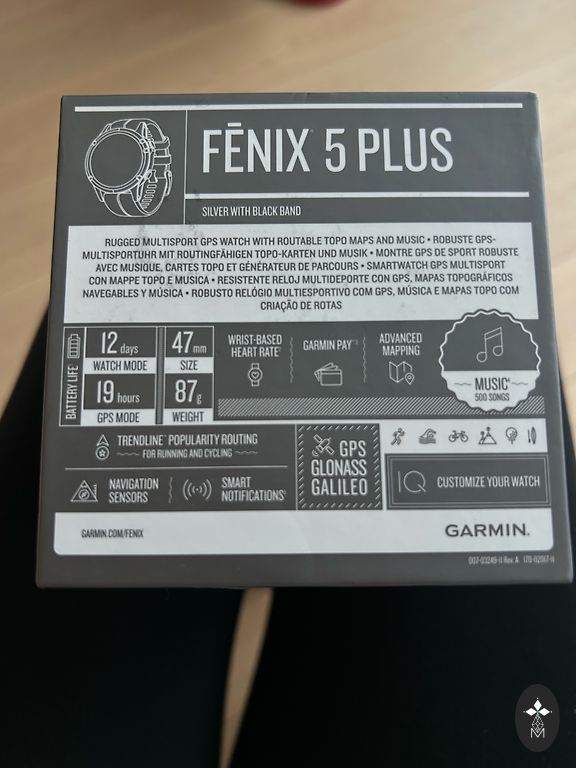 FĒNIX® 5 PLUS
SILVER WITH BLACK BAND
RUGGED MULTISPORT GPS WATCH WITH ROUTABLE TOPO MAPS AND MUSIC • ROBUSTE GPS-
MULTISPORTUHR MIT ROUTINGFÄHIGEN TOPO-KARTEN UND MUSIK • MONTRE GPS DE SPORT ROBUSTE
AVEC MUSIQUE, CARTES TOPO ET GÉNÉRATEUR DE PARCOURS • SMARTWATCH GPS MULTISPORT
CON MAPPE TOPO E MUSICA • RESISTENTE RELOJ MULTIDEPORTE CON GPS, MAPAS TOPOGRÁFICOS
NAVEGABLES Y MÚSICA • ROBUSTO RELÓGIO MULTIESPORTIVO COM GPS, MÚSICA E MAPAS TOPO COM
CRIAÇÃO DE ROTAS
BATTERY LIFE
12 days
WATCH MODE
19 hours
GPS MODE
47 mm
SIZE
87 g
WEIGHT
WRIST-BASED
HEART RATE
GARMIN PAY
ADVANCED
MAPPING
MUSIC
500 SONGS
TRENDLINE™ POPULARITY ROUTING
FOR RUNNING AND CYCLING
NAVIGATION
SENSORS
SMART
NOTIFICATIONS
GPS
GLONASS
GALILEO
IQ
CUSTOMIZE YOUR WATCH
GARMIN.COM/FENIX
GARMIN.
M